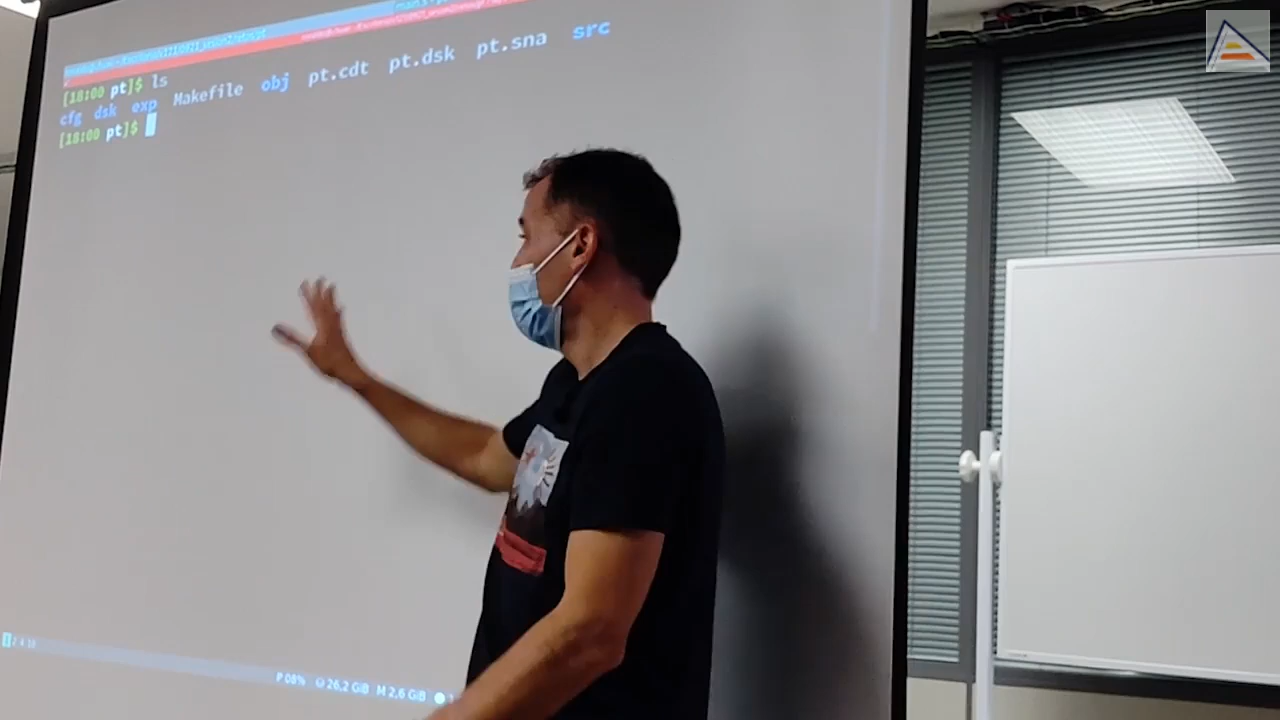 [18:00 pt]$ ls
cfg dsk exp Makefile obj pt.cdt pt.dsk pt.sna src
[18:00 pt]$
P 08% 26,2 GiB M 2,6 GiB